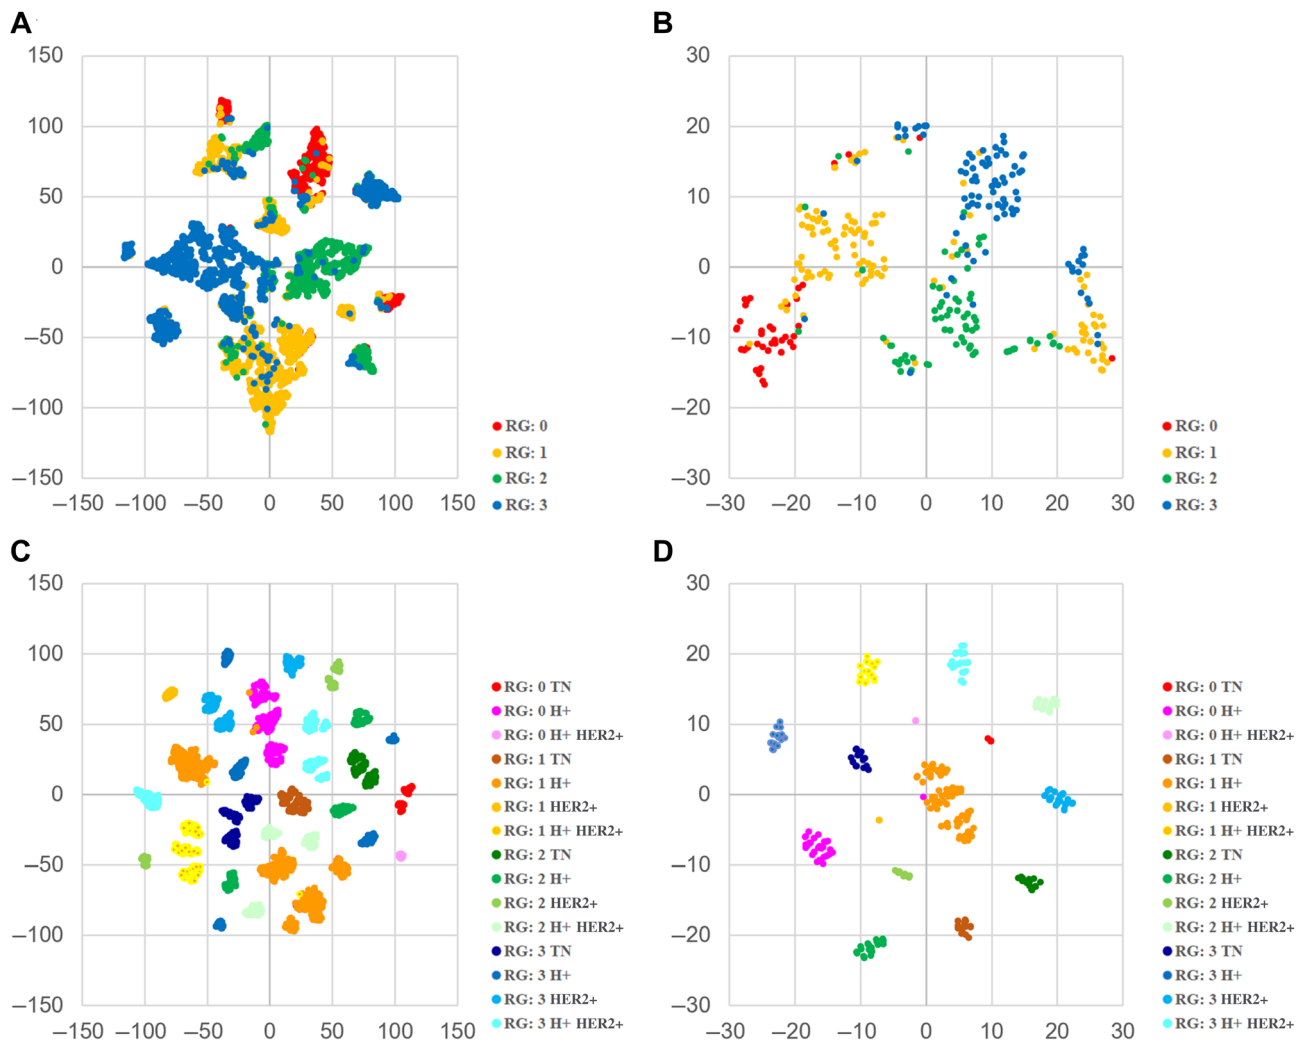 A
B
150
100
50
0
−50
−100
−150
−150
−100
−50
0
50
100
150
RG: 0
RG: 1
RG: 2
RG: 3
30
20
10
0
−10
−20
−30
−30
−20
−10
0
10
20
30
RG: 0
RG: 1
RG: 2
RG: 3
C
D
150
100
50
0
−50
−100
−150
−150
−100
−50
0
50
100
150
RG: 0 TN
RG: 0 H+
RG: 0 H+ HER2+
RG: 1 TN
RG: 1 H+
RG: 1 HER2+
RG: 1 H+ HER2+
RG: 2 TN
RG: 2 H+
RG: 2 HER2+
RG: 2 H+ HER2+
RG: 3 TN
RG: 3 H+
RG: 3 HER2+
RG: 3 H+ HER2+
30
20
10
0
−10
−20
−30
−30
−20
−10
0
10
20
30
RG: 0 TN
RG: 0 H+
RG: 0 H+ HER2+
RG: 1 TN
RG: 1 H+
RG: 1 HER2+
RG: 1 H+ HER2+
RG: 2 TN
RG: 2 H+
RG: 2 HER2+
RG: 2 H+ HER2+
RG: 3 TN
RG: 3 H+
RG: 3 HER2+
RG: 3 H+ HER2+